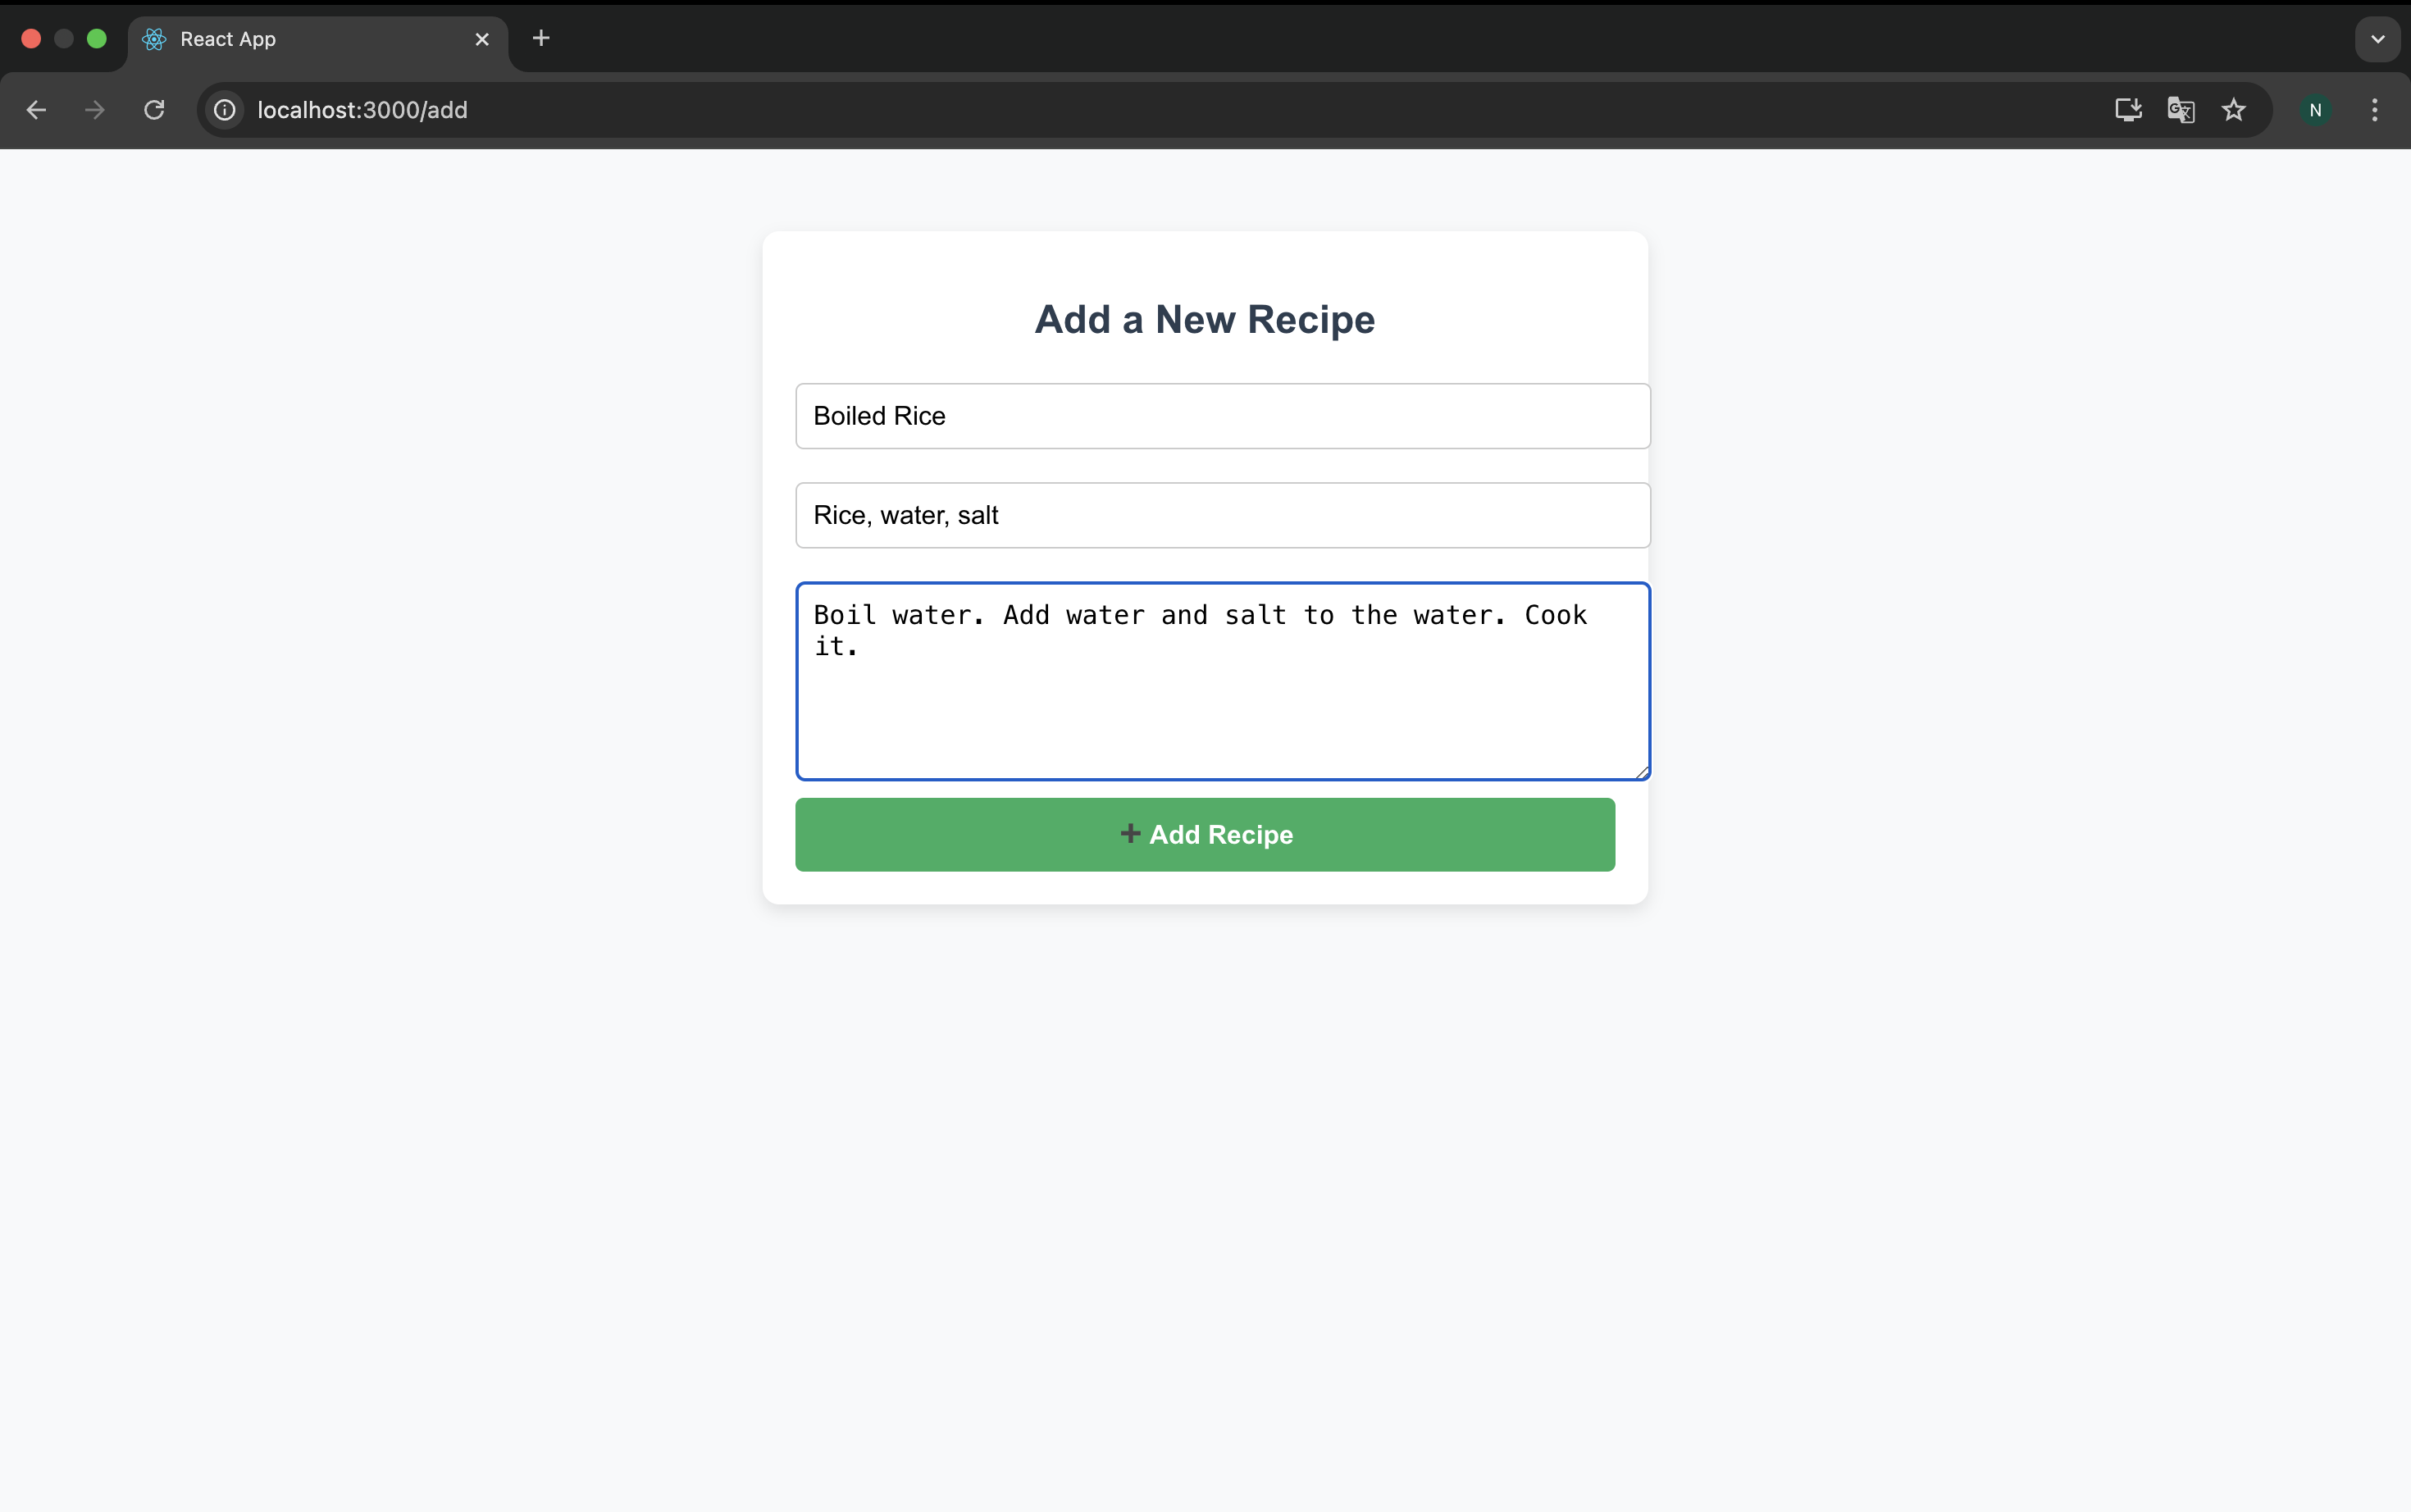 React App
localhost:3000/add
N
Add a New Recipe
Boiled Rice
Rice, water, salt
Boil water. Add water and salt to the water. Cook
it.
➕ Add Recipe